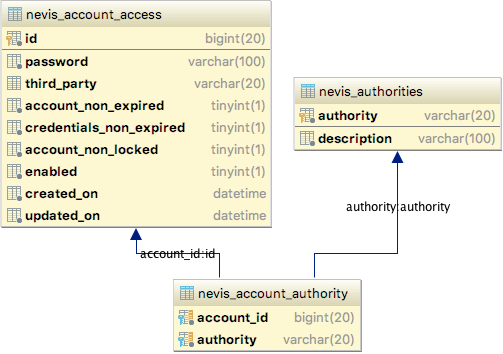 nevis_account_access
id bigint(20)
password varchar(100)
third_party varchar(20)
account_non_expired tinyint(1)
credentials_non_expired tinyint(1)
account_non_locked tinyint(1)
enabled tinyint(1)
created_on datetime
updated_on datetime
nevis_authorities
authority varchar(20)
description varchar(100)
authority:authority
account_id:id
nevis_account_authority
account_id bigint(20)
authority varchar(20)